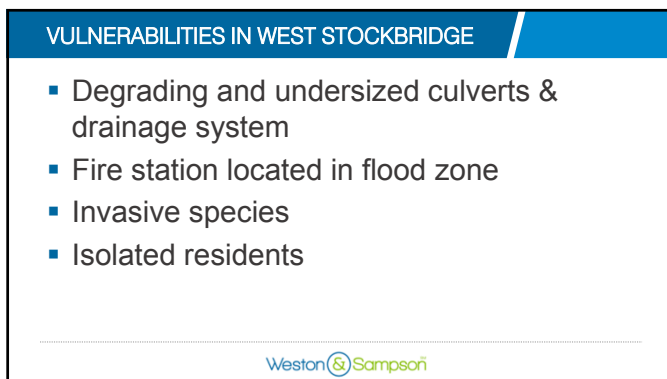 VULNERABILITIES IN WEST STOCKBRIDGE
▪ Degrading and undersized culverts &
drainage system
▪ Fire station located in flood zone
▪ Invasive species
▪ Isolated residents
Weston & Sampson